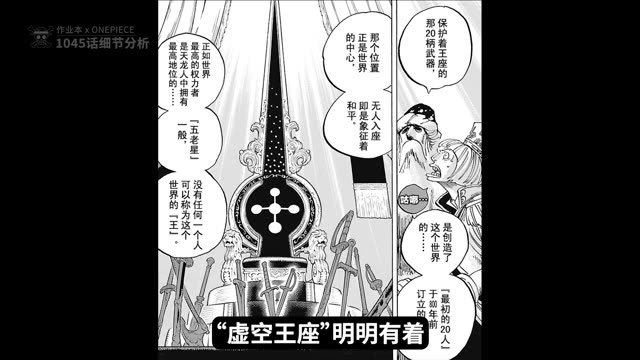 作业本 x ONEPIECE
1045话细节分析
保护着王座的
那20柄武器，
那个位置
正是世界
的中心，
无人入座
即是象征着
和平。
正如世界
最高的权力者
是天龙人中拥有
最高地位的……
『五老星』
一般，
没有任何一个人
可以称为这个
世界的『王』。
咕嘟…
是创造了
这个世界
的……
『最初的20人』
于800年前
订立的
“虚空王座”明明有着